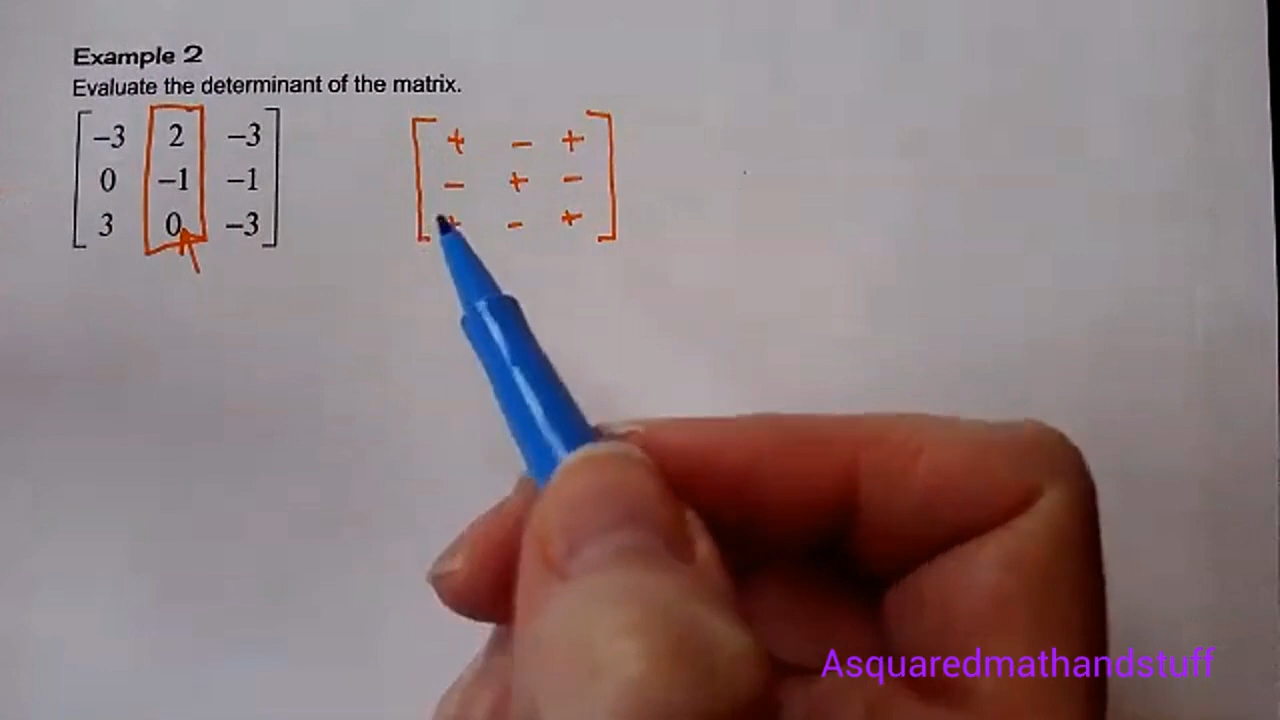 Example 2
Evaluate the determinant of the matrix.
-3 2 -3 + - +
0 -1 -1 - + -
3 0 -3 + - +
Asquaredmathandstuff